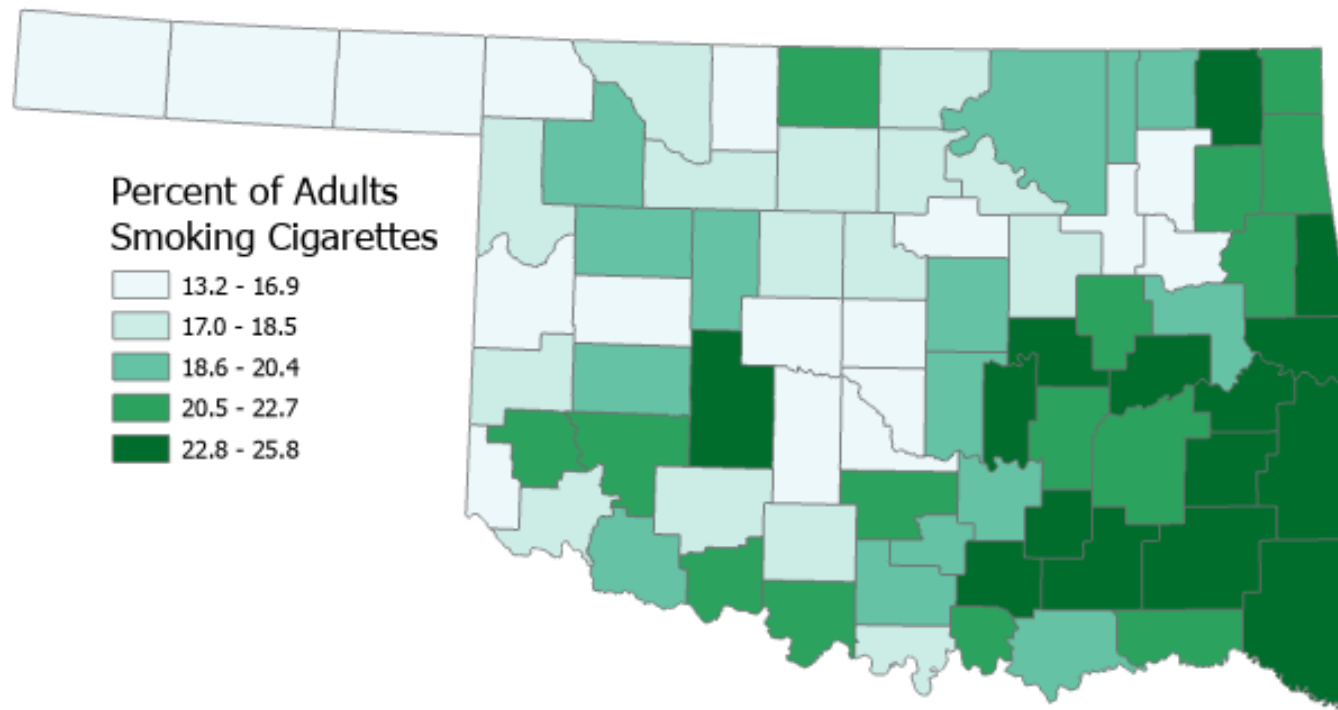 Percent of Adults
Smoking Cigarettes
13.2 - 16.9
17.0 - 18.5
18.6 - 20.4
20.5 - 22.7
22.8 - 25.8